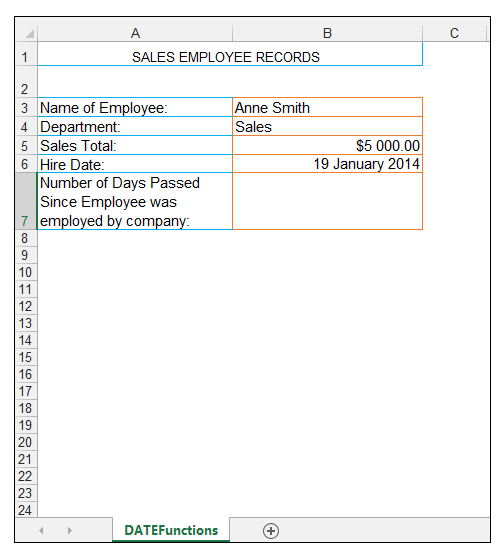 A B C
1 SALES EMPLOYEE RECORDS
2
3 Name of Employee: Anne Smith
4 Department: Sales
5 Sales Total: $5 000.00
6 Hire Date: 19 January 2014
Number of Days Passed
Since Employee was
7 employed by company:
8
9
10
11
12
13
14
15
16
17
18
19
20
21
22
23
24
DATEFunctions